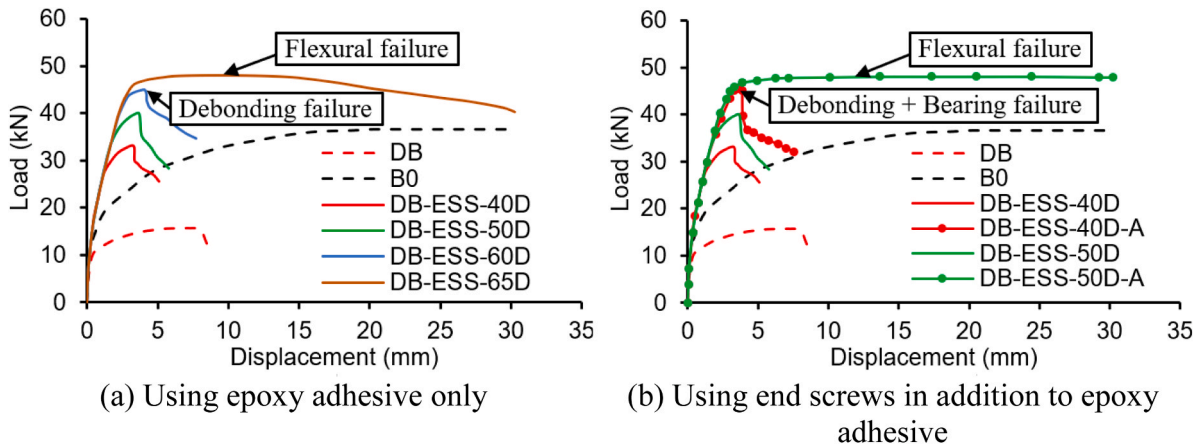 60
50
40
30
20
10
0
Load (kN)
Flexural failure
Debonding failure
DB
B0
DB-ESS-40D
DB-ESS-50D
DB-ESS-60D
DB-ESS-65D
0 5 10 15 20 25 30 35
Displacement (mm)
(a) Using epoxy adhesive only
60
50
40
30
20
10
0
Load (kN)
Flexural failure
Debonding + Bearing failure
DB
B0
DB-ESS-40D
DB-ESS-40D-A
DB-ESS-50D
DB-ESS-50D-A
0 5 10 15 20 25 30 35
Displacement (mm)
(b) Using end screws in addition to epoxy
adhesive